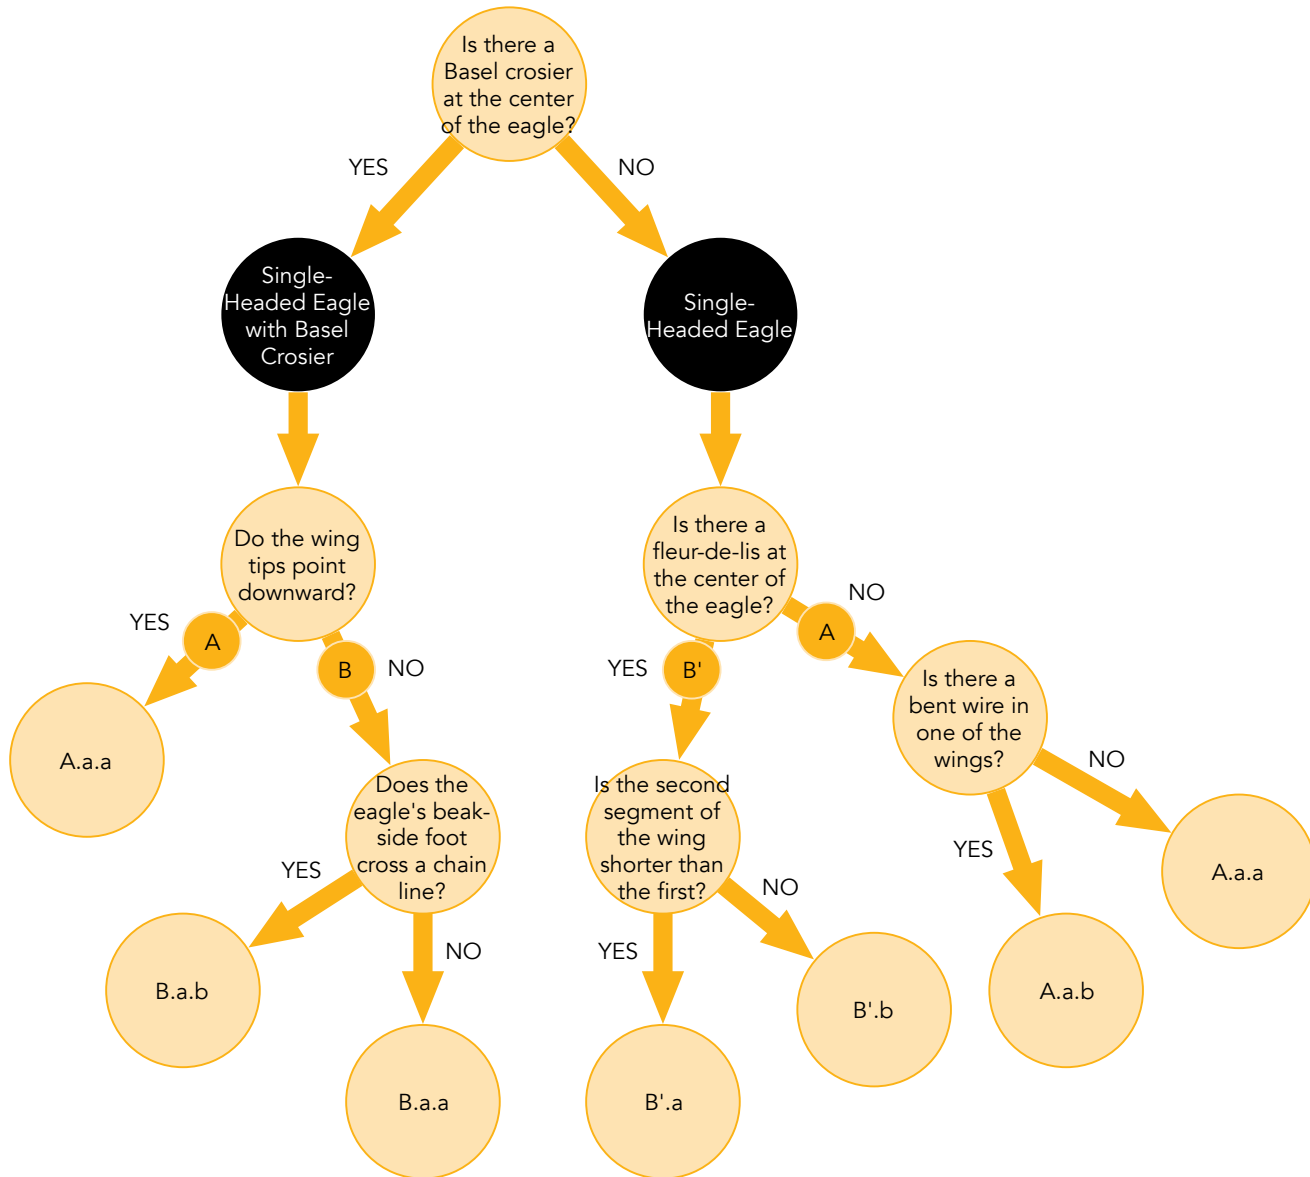 Is there a
Basel crosier
at the center
of the eagle?
YES
NO
Single-
Headed Eagle
with Basel
Crosier
Single-
Headed Eagle
Do the wing
tips point
downward?
Is there a
fleur-de-lis at
the center of
the eagle?
YES
A
B
NO
YES
B'
A
NO
Is there a
bent wire in
one of the
wings?
A.a.a
Does the
eagle's beak-
side foot
cross a chain
line?
Is the second
segment of
the wing
shorter than
the first?
NO
YES
A.a.a
YES
NO
YES
NO
B.a.b
B.a.a
B'.a
B'.b
A.a.b